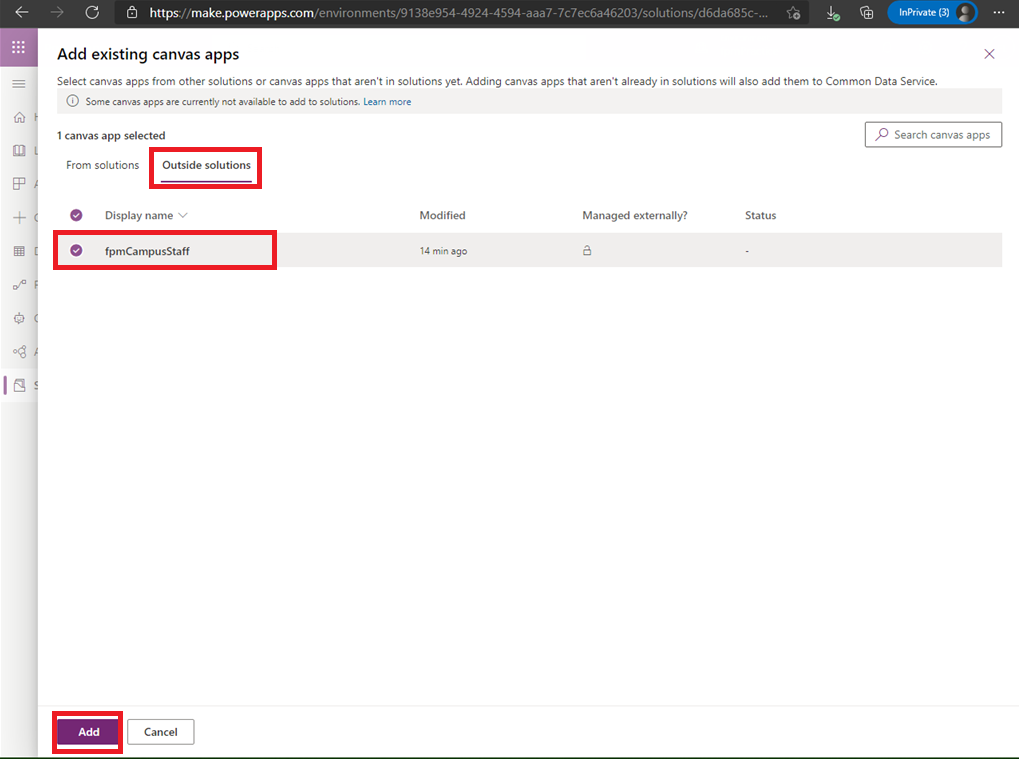 https://make.powerapps.com/environments/9138e954-4924-4594-aaa7-7c7ec6a46203/solutions/d6da685c-...
InPrivate (3)
Add existing canvas apps
Select canvas apps from other solutions or canvas apps that aren't in solutions yet. Adding canvas apps that aren't already in solutions will also add them to Common Data Service.
Some canvas apps are currently not available to add to solutions. Learn more
1 canvas app selected
Search canvas apps
From solutions Outside solutions
Display name Modified Managed externally? Status
fpmCampusStaff 14 min ago -
Add Cancel